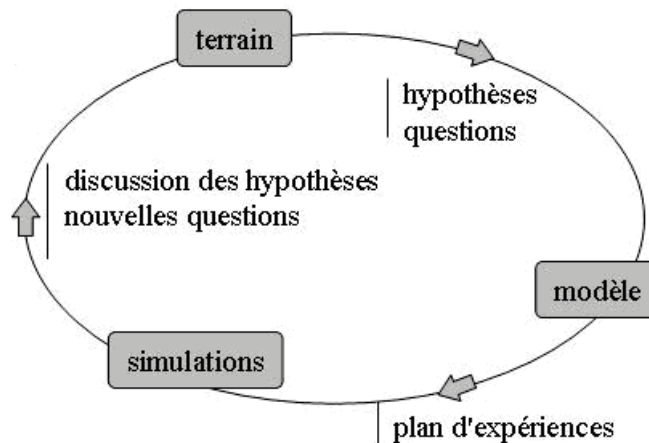 terrain
hypothèses
questions
discussion des hypothèses
nouvelles questions
modèle
simulations
plan d'expériences